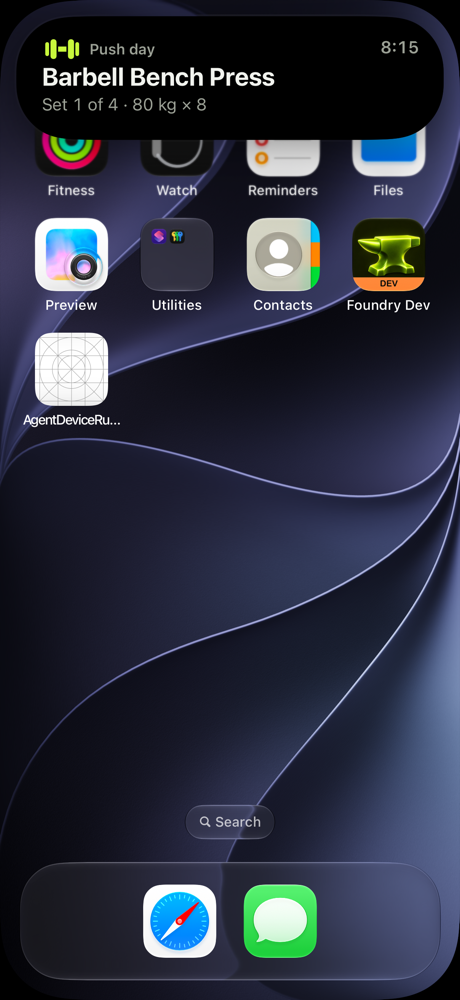 Push day
8:15
Barbell Bench Press
Set 1 of 4 · 80 kg × 8
Fitness
Watch
Reminders
Files
Preview
Utilities
Contacts
DEV
Foundry Dev
AgentDeviceRu...
Search